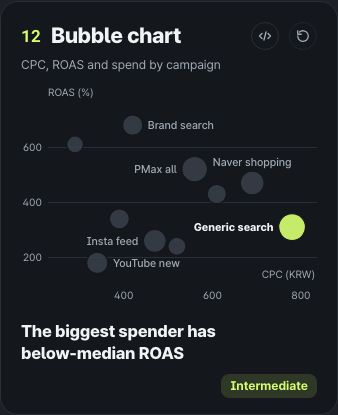 12 Bubble chart
CPC, ROAS and spend by campaign
ROAS (%)
Brand search
600
PMax all
Naver shopping
400
Generic search
Insta feed
200
YouTube new
CPC (KRW)
400 600 800
The biggest spender has
below-median ROAS
Intermediate